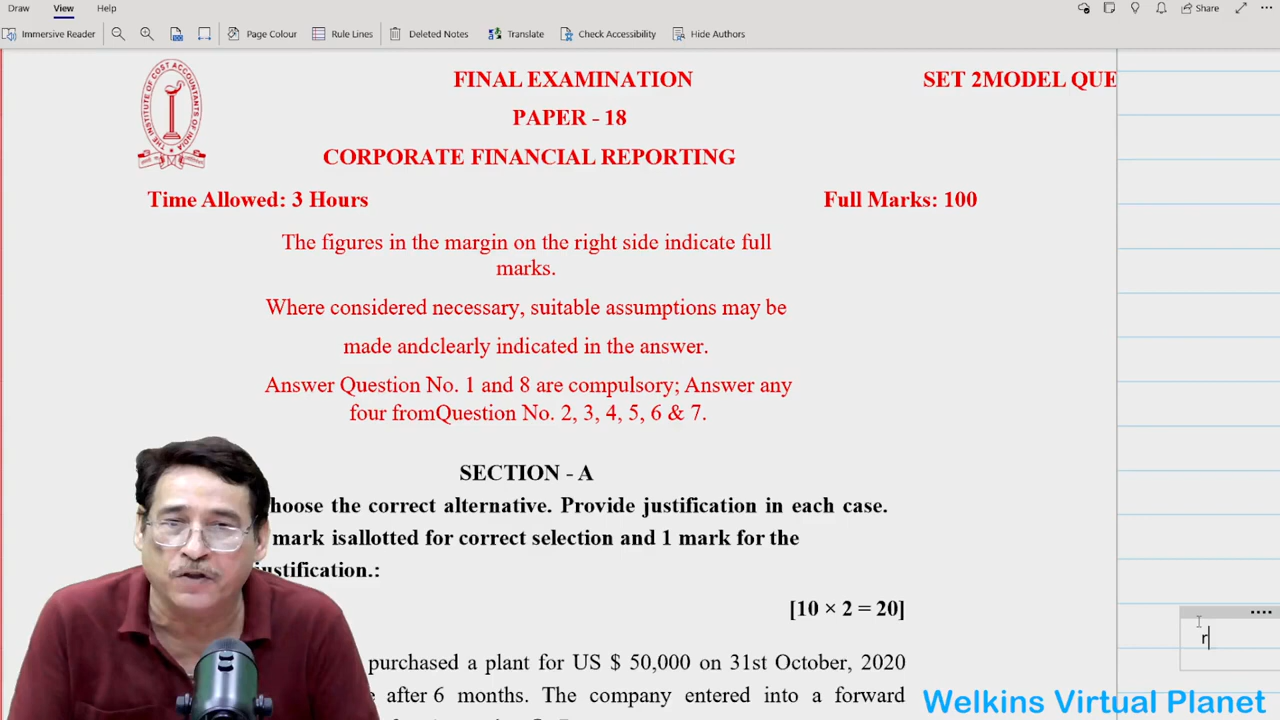 Draw View Help
Share
Immersive Reader Page Colour Rule Lines Deleted Notes Translate Check Accessibility Hide Authors
FINAL EXAMINATION SET 2MODEL QUE
PAPER - 18
CORPORATE FINANCIAL REPORTING
Time Allowed: 3 Hours Full Marks: 100
The figures in the margin on the right side indicate full
marks.
Where considered necessary, suitable assumptions may be
made andclearly indicated in the answer.
Answer Question No. 1 and 8 are compulsory; Answer any
four fromQuestion No. 2, 3, 4, 5, 6 & 7.
SECTION - A
hoose the correct alternative. Provide justification in each case.
mark isallotted for correct selection and 1 mark for the
justification.:
[10 × 2 = 20]
r
purchased a plant for US $ 50,000 on 31st October, 2020
after 6 months. The company entered into a forward
Welkins Virtual Planet